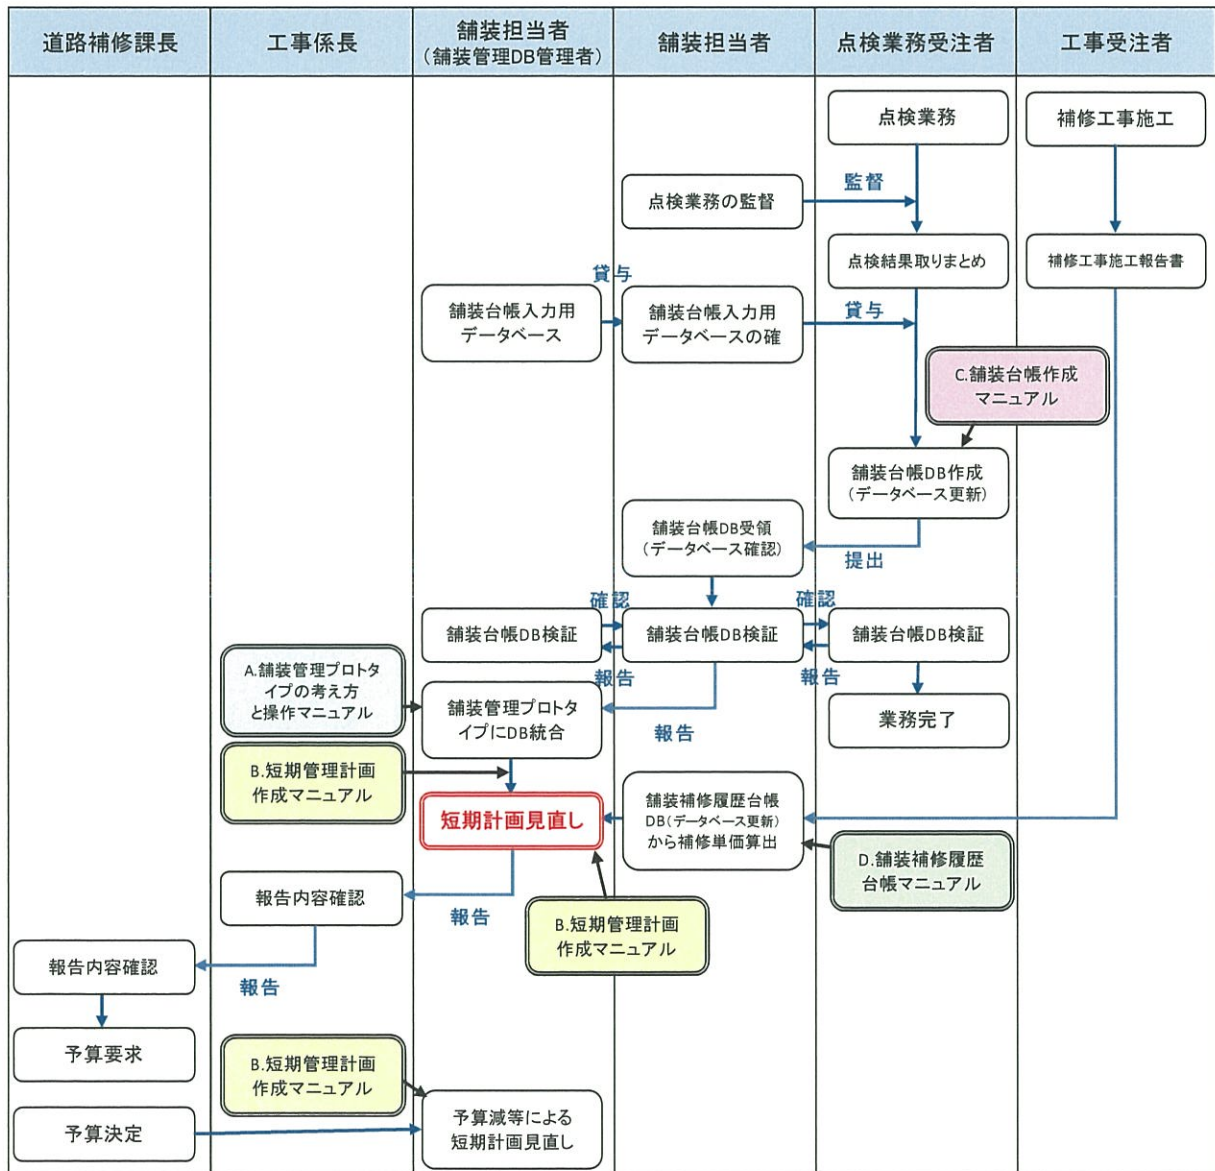 道路補修課長
工事係長
舗装担当者
(舗装管理DB管理者)
舗装担当者
点検業務受注者
工事受注者
点検業務
補修工事施工
監督
点検業務の監督
点検結果取りまとめ
補修工事施工報告書
貸与
舗装台帳入力用
データベース
舗装台帳入力用
データベースの確
貸与
C.舗装台帳作成
マニュアル
舗装台帳DB作成
(データベース更新)
舗装台帳DB受領
(データベース確認)
提出
確認
確認
舗装台帳DB検証
舗装台帳DB検証
舗装台帳DB検証
報告
報告
A.舗装管理プロトタ
イプの考え方
と操作マニュアル
舗装管理プロトタ
イプにDB統合
報告
業務完了
B.短期管理計画
作成マニュアル
短期計画見直し
舗装補修履歴台帳
DB(データベース更新)
から補修単価算出
D.舗装補修履歴
台帳マニュアル
報告内容確認
報告
B.短期管理計画
作成マニュアル
報告内容確認
報告
予算要求
B.短期管理計画
作成マニュアル
予算決定
予算減等による
短期計画見直し